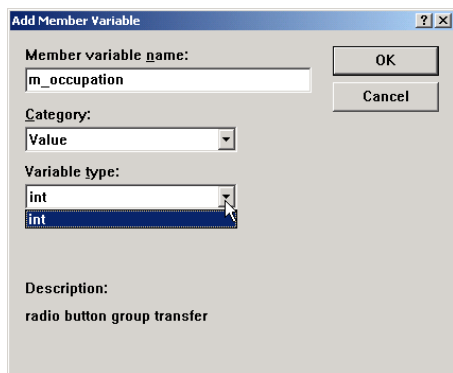 Add Member Variable
Member variable name:
OK
m_occupation
Cancel
Category:
Value
Variable type:
int
int
Description:
radio button group transfer